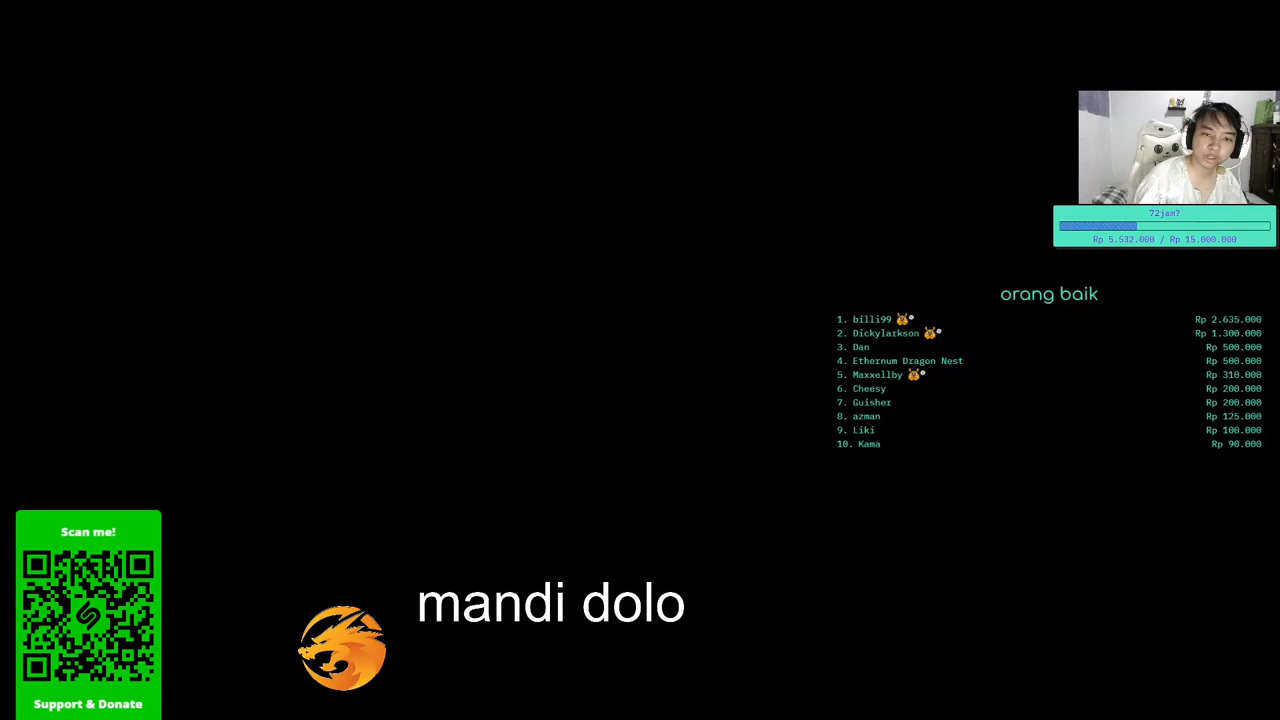 72jam?
Rp 5.532.000 / Rp 15.000.000
orang baik
1. billi99 Rp 2.635.000
2. Dickylarkson Rp 1.300.000
3. Dan Rp 500.000
4. Ethernum Dragon Nest Rp 500.000
5. Maxxellby Rp 310.000
6. Cheesy Rp 200.000
7. Guisher Rp 200.000
8. azman Rp 125.000
9. Liki Rp 100.000
10. Kama Rp 90.000
Scan me!
mandi dolo
Support & Donate